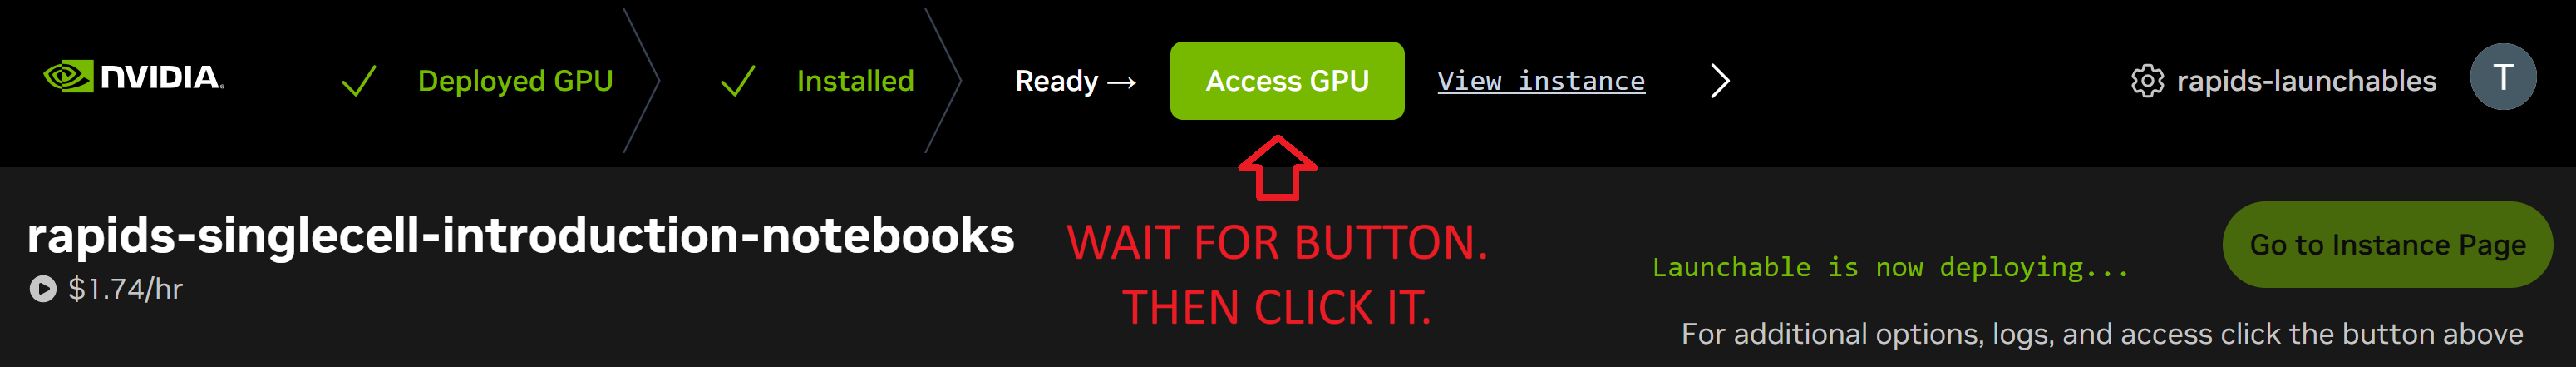 NVIDIA.
Deployed GPU
Installed
Ready →
Access GPU
View instance
rapids-launchables
T
rapids-singlecell-introduction-notebooks
$1.74/hr
WAIT FOR BUTTON.
THEN CLICK IT.
Launchable is now deploying...
Go to Instance Page
For additional options, logs, and access click the button above